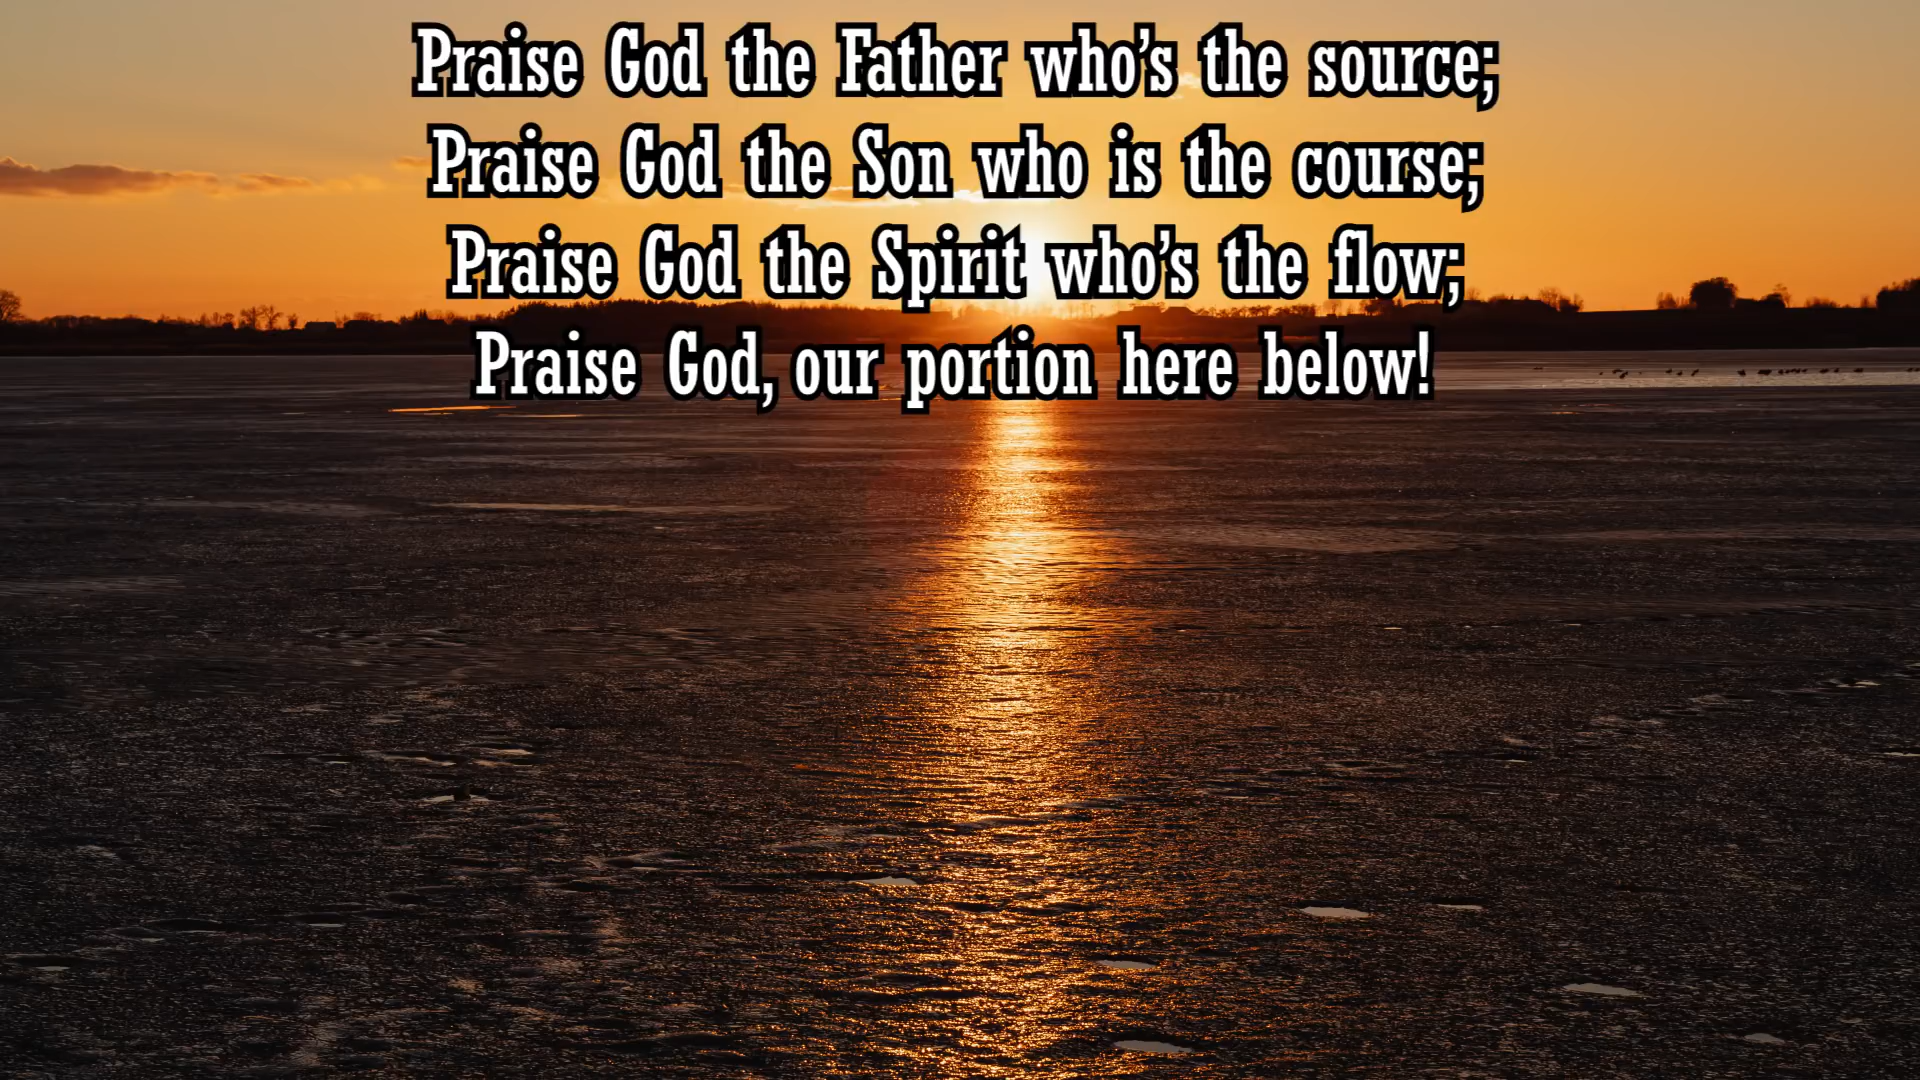 Praise God the Father who’s the source;
Praise God the Son who is the course;
Praise God the Spirit who’s the flow;
Praise God, our portion here below!